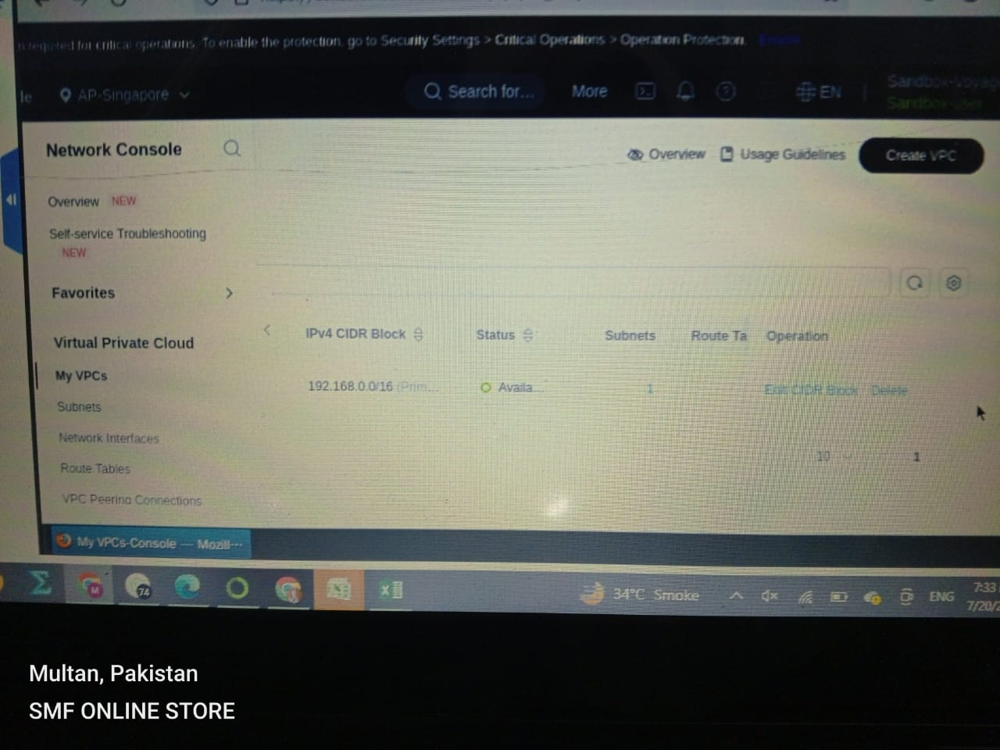 required for critical operations. To enable the protection, go to Security Settings > Critical Operations > Operation Protection. Enable
le AP-Singapore Search for... More EN
Sandbox-Voyag
Sandbox-user
Network Console Overview Usage Guidelines Create VPC
Overview NEW
Self-service Troubleshooting
NEW
Favorites
Virtual Private Cloud
IPv4 CIDR Block Status Subnets Route Ta Operation
My VPCs
192.168.0.0/16 (Prim... Availa... 1 Edit CIDR Block Delete
Subnets
Network Interfaces
10 1
Route Tables
VPC Peering Connections
My VPCs-Console — Mozill···
M 74 34°C Smoke ENG
7:33
7/20/2
Multan, Pakistan
SMF ONLINE STORE